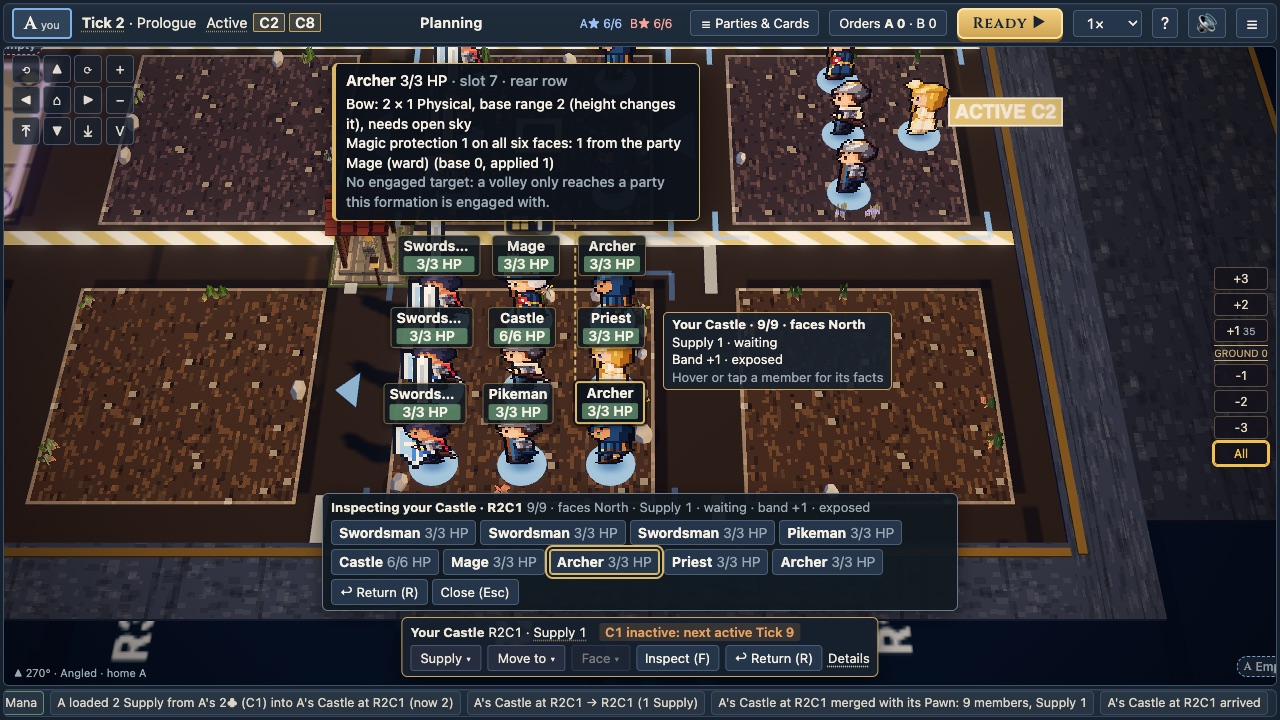 A you
Tick 2 · Prologue Active C2 C8
Planning
A★ 6/6 B★ 6/6
≡ Parties & Cards
Orders A 0 · B 0
READY ▶
1×
?
≡
V
Archer 3/3 HP · slot 7 · rear row
Bow: 2 × 1 Physical, base range 2 (height changes
it), needs open sky
Magic protection 1 on all six faces: 1 from the party
Mage (ward) (base 0, applied 1)
No engaged target: a volley only reaches a party
this formation is engaged with.
ACTIVE C2
Swords... Mage Archer
3/3 HP 3/3 HP 3/3 HP
Swords... Castle Priest
3/3 HP 6/6 HP 3/3 HP
Swords... Pikeman Archer
3/3 HP 3/3 HP 3/3 HP
Your Castle · 9/9 · faces North
Supply 1 · waiting
Band +1 · exposed
Hover or tap a member for its facts
+3
+2
+1 35
GROUND 0
-1
-2
-3
All
Inspecting your Castle · R2C1 9/9 · faces North · Supply 1 · waiting · band +1 · exposed
Swordsman 3/3 HP Swordsman 3/3 HP Swordsman 3/3 HP Pikeman 3/3 HP
Castle 6/6 HP Mage 3/3 HP Archer 3/3 HP Priest 3/3 HP Archer 3/3 HP
↩ Return (R) Close (Esc)
Your Castle R2C1 · Supply 1 C1 inactive: next active Tick 9
Supply ▾ Move to ▾ Face ▾ Inspect (F) ↩ Return (R) Details
▲ 270° · Angled · home A
Mana
A loaded 2 Supply from A's 2♣ (C1) into A's Castle at R2C1 (now 2)
A's Castle at R2C1 → R2C1 (1 Supply)
A's Castle at R2C1 merged with its Pawn: 9 members, Supply 1
A's Castle at R2C1 arrived